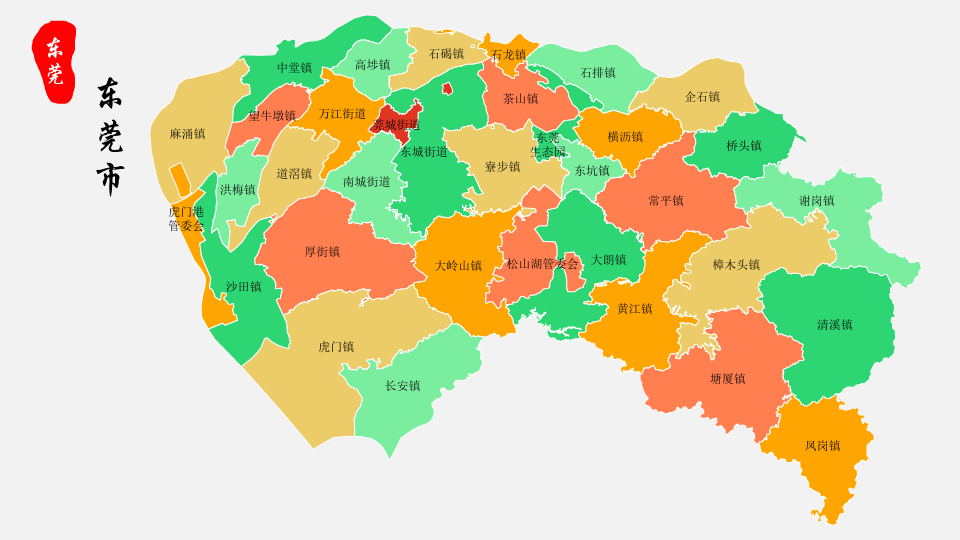 东莞
东莞市
石碣镇
石龙镇
中堂镇
高埗镇
石排镇
企石镇
茶山镇
望牛墩镇
万江街道
莞城街道
麻涌镇
横沥镇
桥头镇
东莞
生态园
东城街道
寮步镇
东坑镇
道滘镇
南城街道
洪梅镇
常平镇
谢岗镇
虎门港
管委会
厚街镇
大岭山镇
松山湖管委会
大朗镇
樟木头镇
沙田镇
黄江镇
清溪镇
虎门镇
长安镇
塘厦镇
凤岗镇